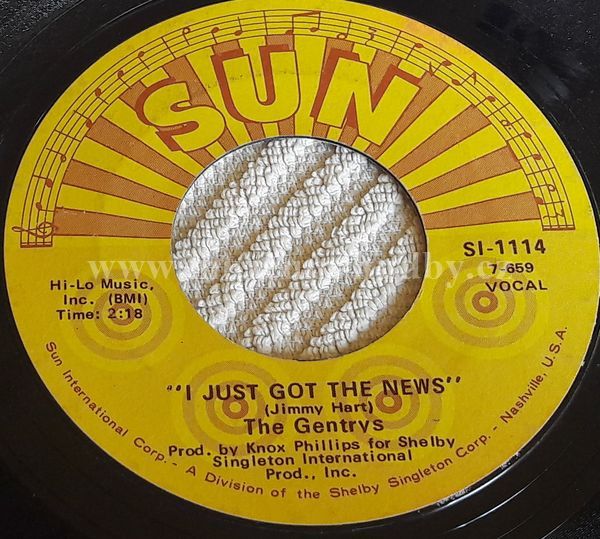 SUN
SI-1114
7-659
VOCAL
Hi-Lo Music,
Inc. (BMI)
Time: 2:18
"'I JUST GOT THE NEWS''
(Jimmy Hart)
The Gentrys
Prod. by Knox Phillips for Shelby
Singleton International
Prod., Inc.
Sun International Corp. - A Division of the Shelby Singleton Corp. - Nashville, U.S.A.